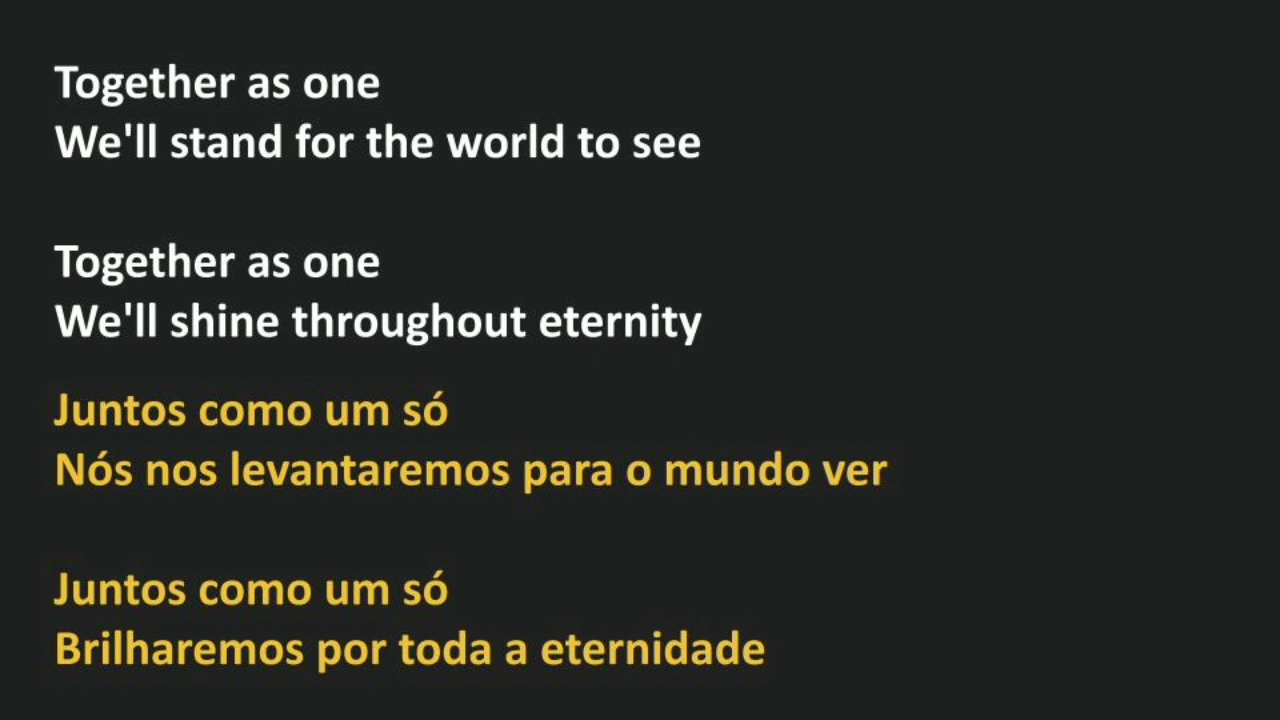 Together as one
We'll stand for the world to see
Together as one
We'll shine throughout eternity
Juntos como um só
Nós nos levantaremos para o mundo ver
Juntos como um só
Brilharemos por toda a eternidade